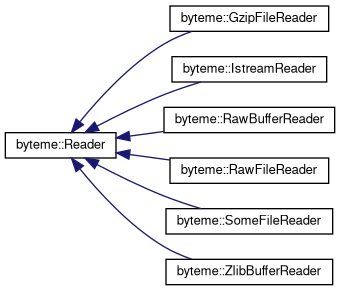 byteme::GzipFileReader
byteme::IstreamReader
byteme::RawBufferReader
byteme::Reader
byteme::RawFileReader
byteme::SomeFileReader
byteme::ZlibBufferReader